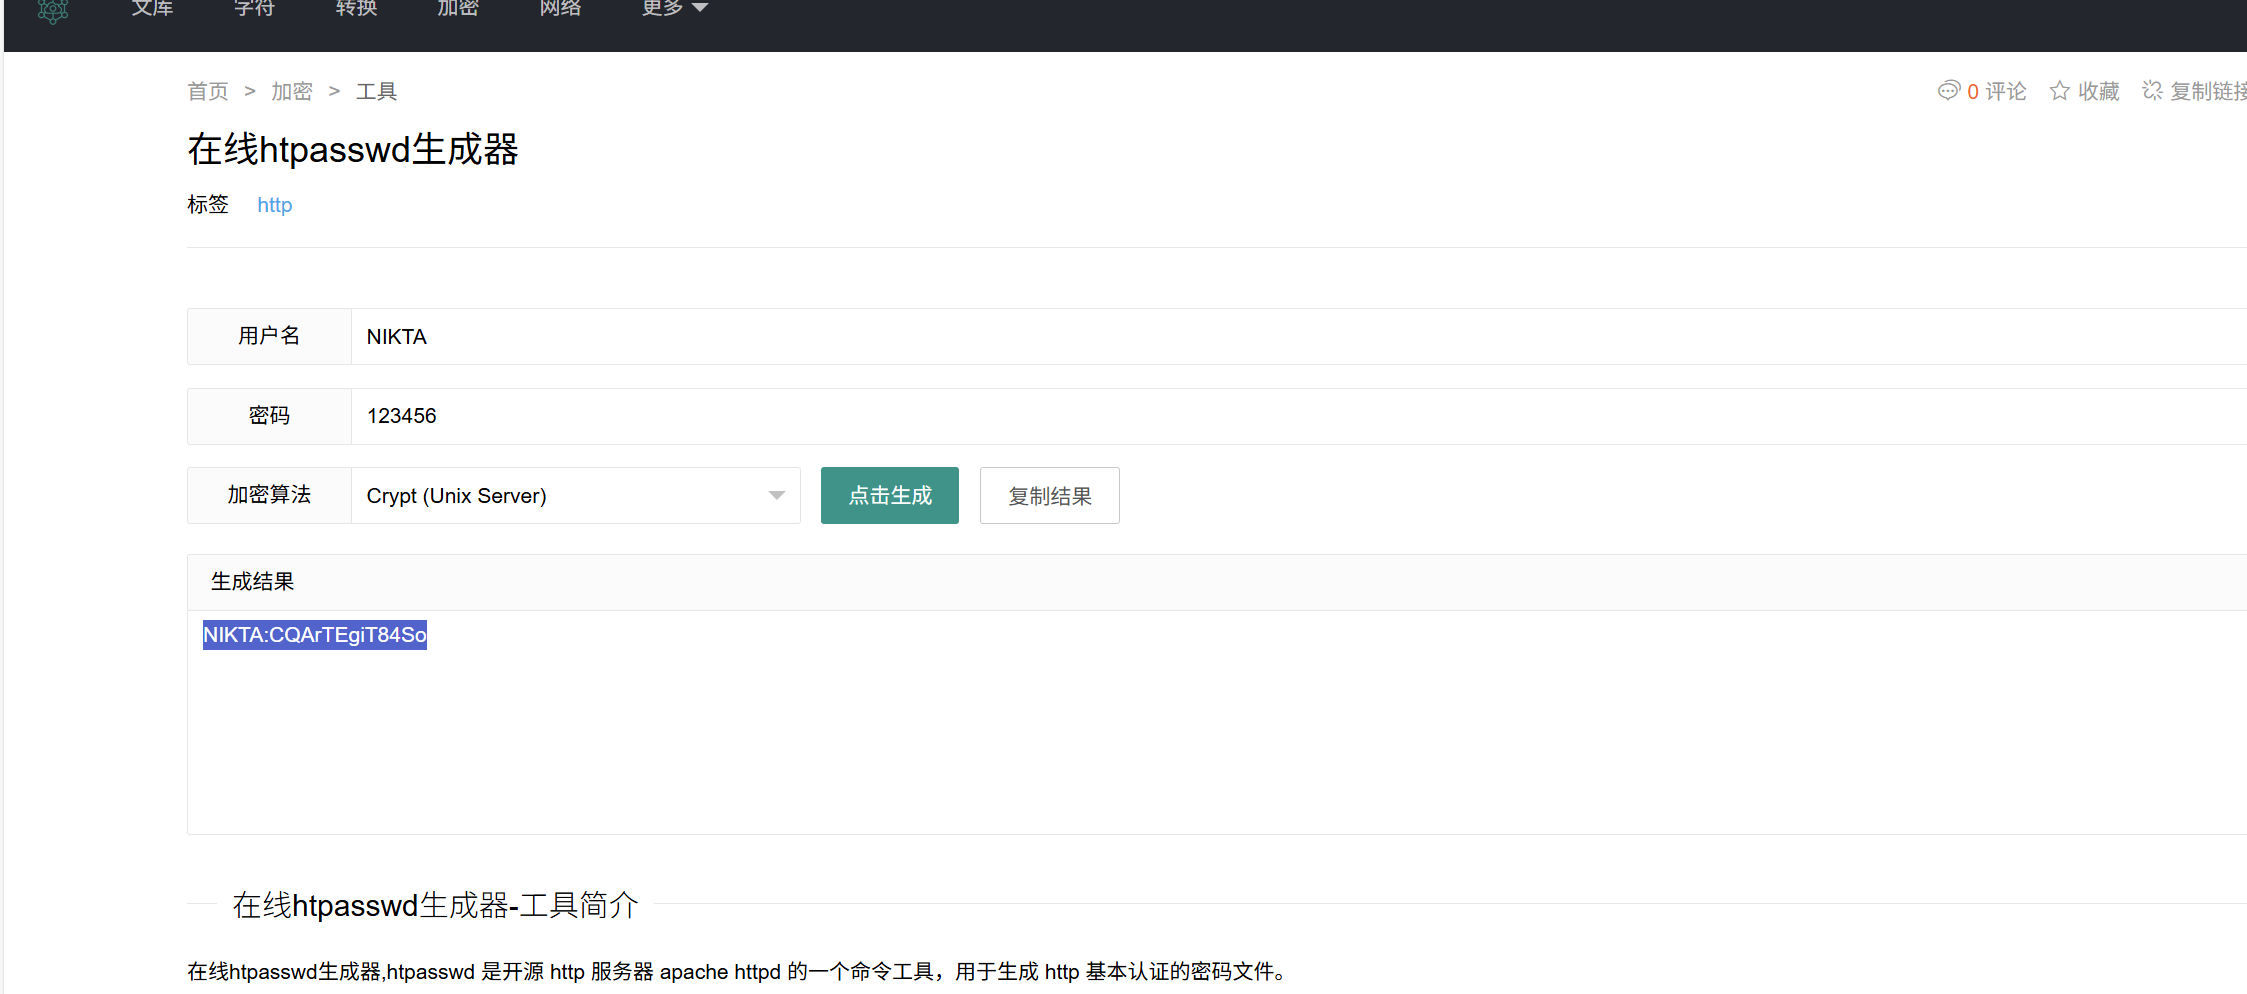 文库 字符 转换 加密 网络 更多
首页 > 加密 > 工具 0 评论 收藏 复制链接
在线htpasswd生成器
标签 http
用户名 NIKTA
密码 123456
加密算法 Crypt (Unix Server) 点击生成 复制结果
生成结果
NIKTA:CQArTEgiT84So
在线htpasswd生成器-工具简介
在线htpasswd生成器,htpasswd 是开源 http 服务器 apache httpd 的一个命令工具，用于生成 http 基本认证的密码文件。